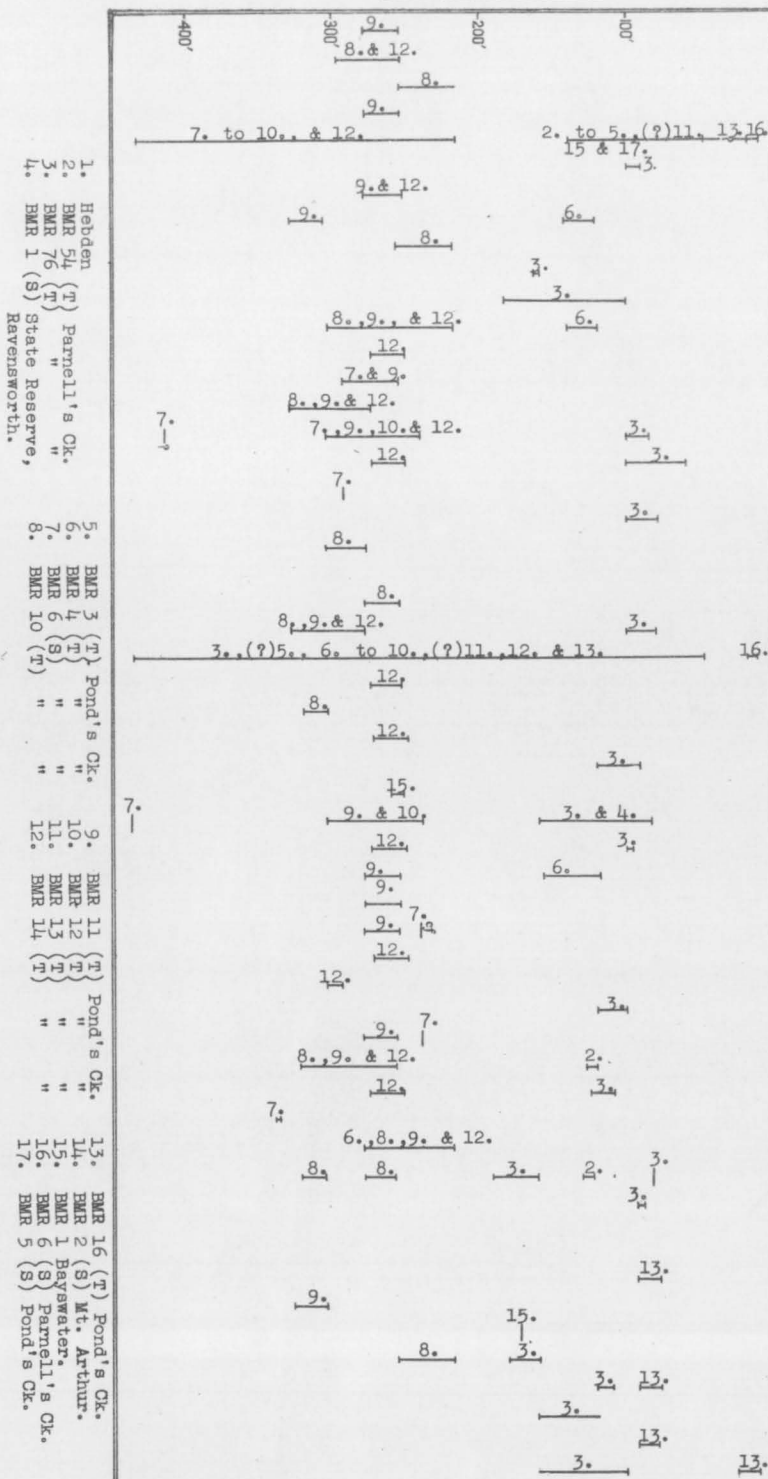 400' 300' 200' 100'
9.
8. & 12.
8.
9.
7. to 10., & 12. 2. to 5.,(?)11, 13. 16.
15 & 17.
3.
9. & 12.
9. 6.
8.
3.
3.
8.,9., & 12. 6.
12.
7. & 9.
8.,9. & 12.
7. 7.,9.,10. & 12. 3.
?
12. 3.
7.
3.
8.
8.
8.,9. & 12. 3.
3.,(?)5., 6. to 10.,(?)11.,12. & 13. 16.
12.
8.
12.
3.
15.
7. 9. & 10. 3. & 4.
12. 3.
9. 6.
9.
9. 7.
?
12.
12.
3.
9. 7.
8.,9. & 12. 2.
12. 3.
7.
6.,8.,9. & 12.
8. 8. 3. 2. 3.
3.
13.
9.
15.
8. 3.
3. 13.
3.
13.
3. 13.
1. Hebden
2. BMR 54 (T) Parnell's Ck.
3. BMR 76 (T) "
4. BMR 1 (S) State Reserve,
Ravensworth.
5. BMR 3 (T) Pond's Ck.
6. BMR 4 (T) "
7. BMR 6 (S) "
8. BMR 10 (T) "
9. BMR 11 (T) Pond's Ck.
10. BMR 12 (T) "
11. BMR 13 (T) "
12. BMR 14 (T) "
13. BMR 16 (T) Pond's Ck.
14. BMR 2 (S) Mt. Arthur.
15. BMR 1 Bayswater.
16. BMR 6 (S) Parnell's Ck.
17. BMR 5 (S) Pond's Ck.